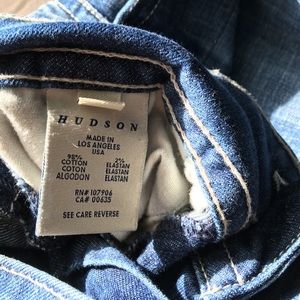 HUDSON
MADE IN
LOS ANGELES
USA
98% 2%
COTTON ELASTAN
COTON ELASTAN
ALGODON ELASTAN
RN# 107906
CA# 00635
SEE CARE REVERSE